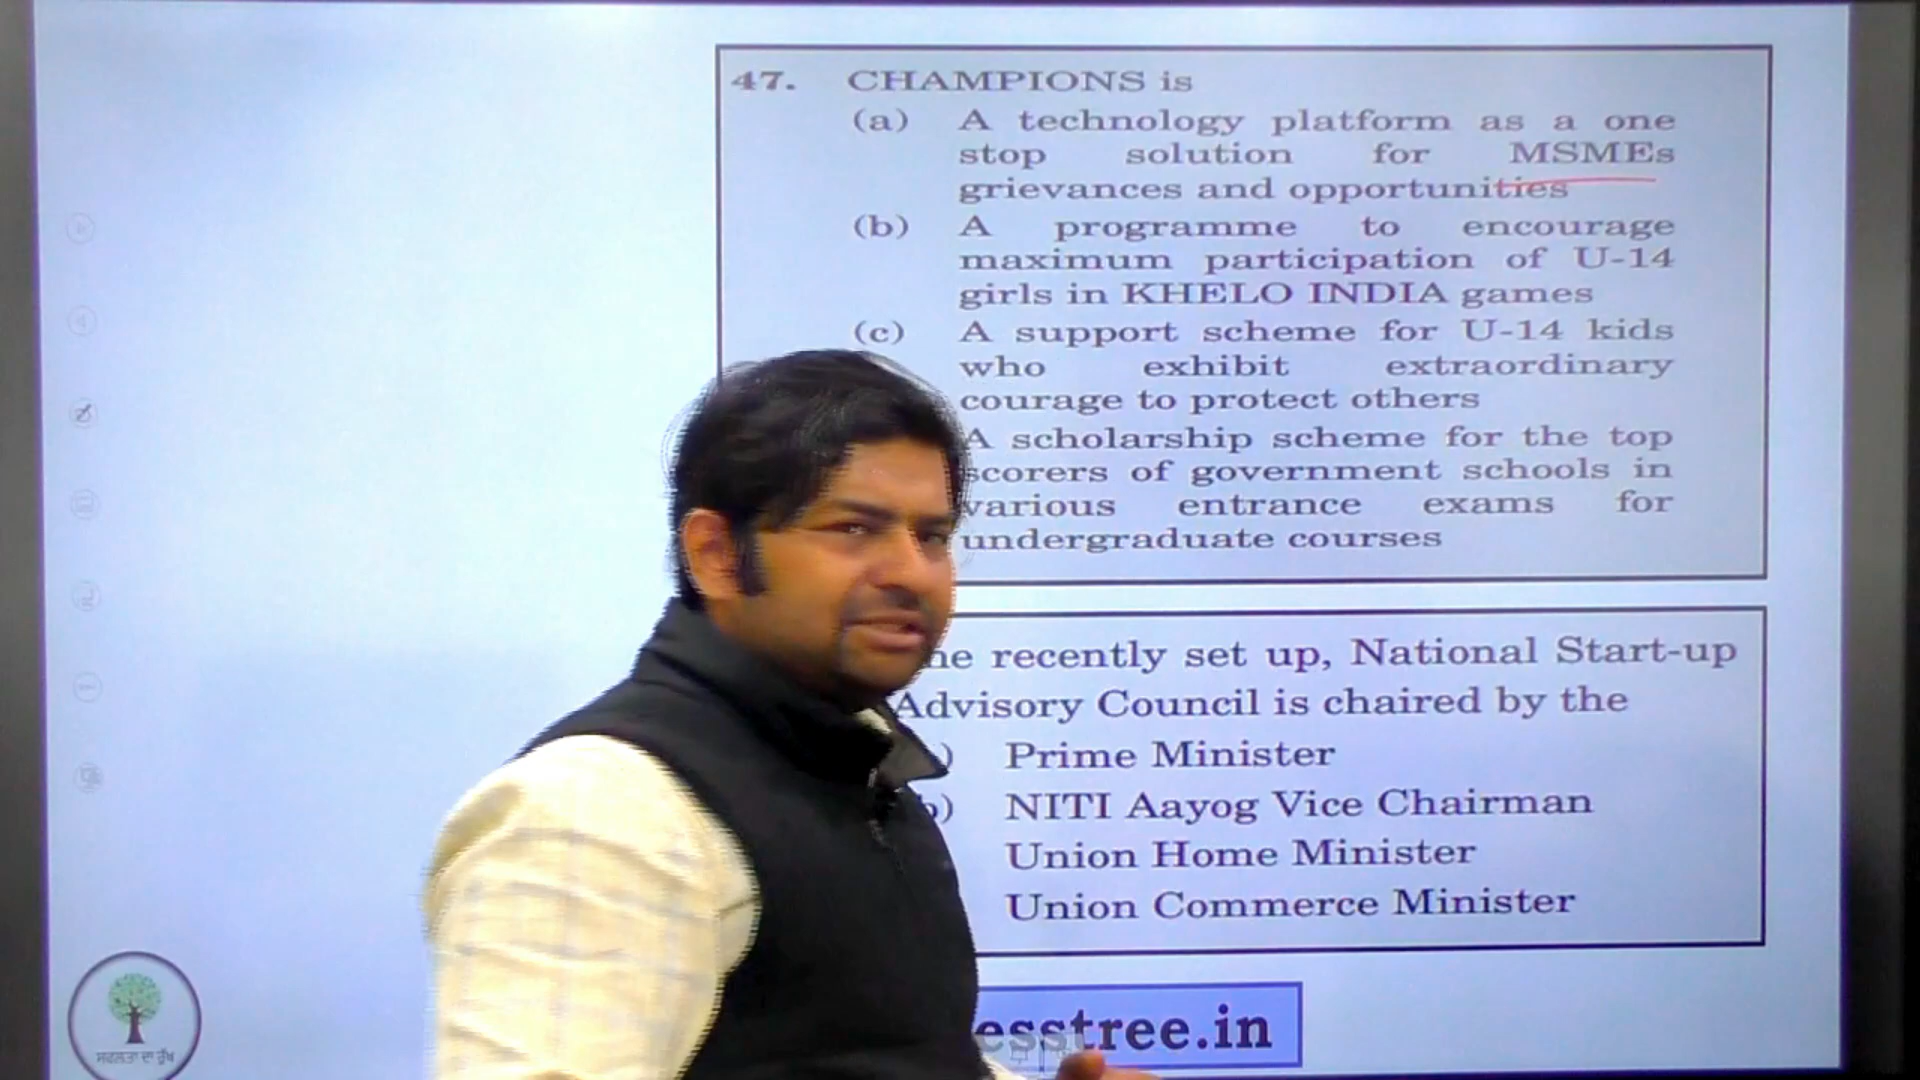 47. CHAMPIONS is
(a) A technology platform as a one
stop solution for MSMEs
grievances and opportunities
(b) A programme to encourage
maximum participation of U-14
girls in KHELO INDIA games
(c) A support scheme for U-14 kids
who exhibit extraordinary
courage to protect others
A scholarship scheme for the top
scorers of government schools in
various entrance exams for
undergraduate courses
recently set up, National Start-up
Advisory Council is chaired by the
Prime Minister
b) NITI Aayog Vice Chairman
Union Home Minister
Union Commerce Minister
esstree.in
ਸਫਲਤਾ ਦਾ ਰੁੱਖ